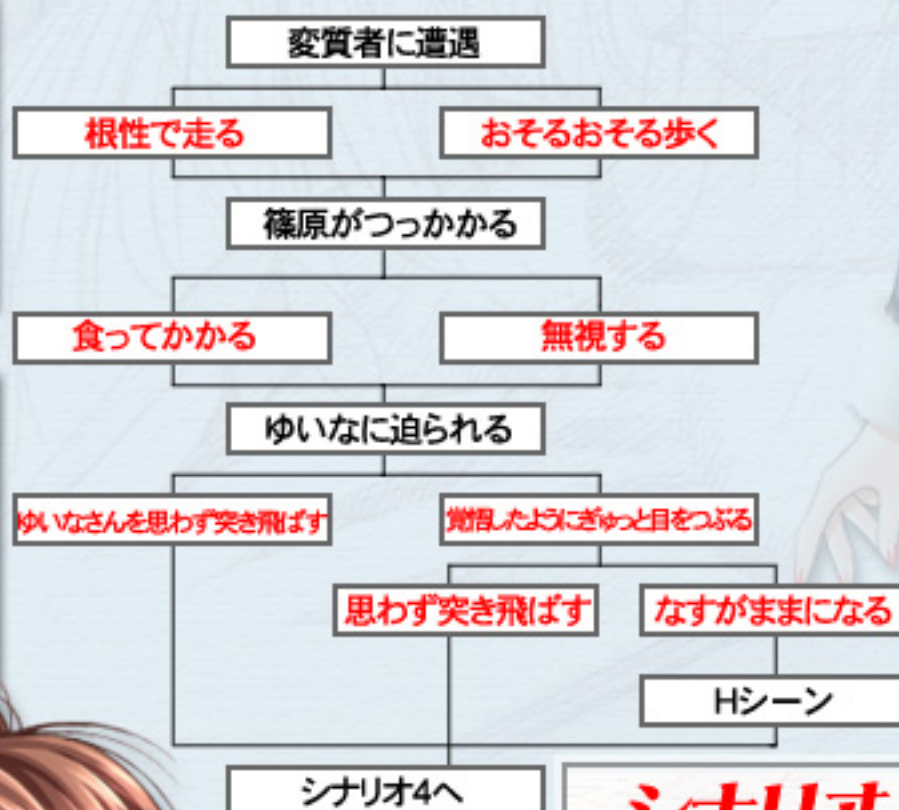 変質者に遭遇
根性で走る
おそるおそる歩く
篠原がつっかかる
食ってかかる
無視する
ゆいなに迫られる
ゆいなさんを思わず突き飛ばす
覚悟したようにぎゅっと目をつぶる
思わず突き飛ばす
なすがままになる
Hシーン
シナリオ4へ
シナリオ